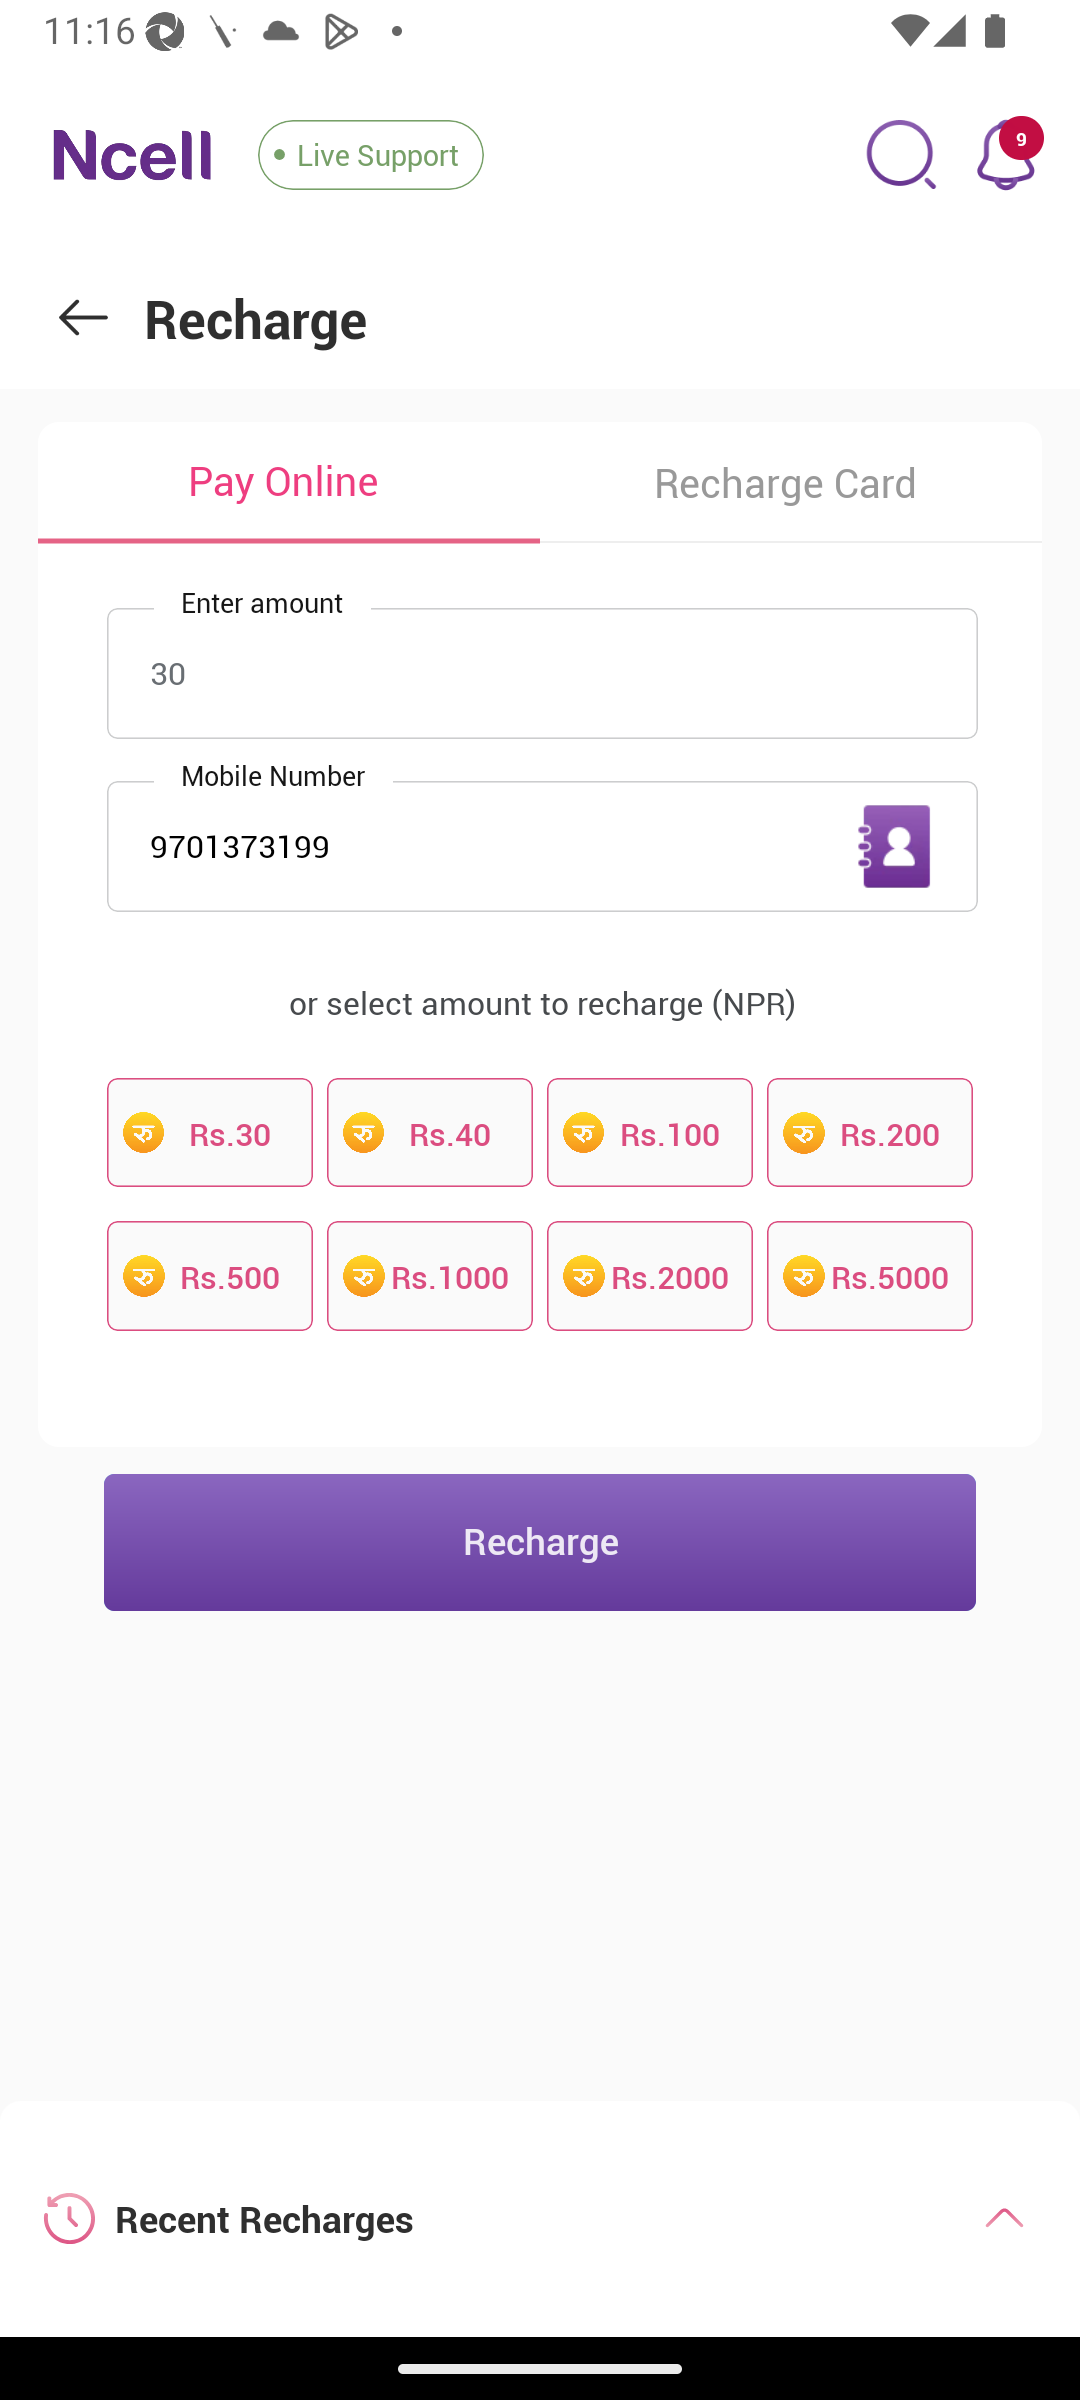 11:16
Ncell
Live Support
9
Recharge
Pay Online
Recharge Card
Enter amount
30
Mobile Number
9701373199
or select amount to recharge (NPR)
रु Rs.30
रु Rs.40
रु Rs.100
रु Rs.200
रु Rs.500
रु Rs.1000
रु Rs.2000
रु Rs.5000
Recharge
Recent Recharges